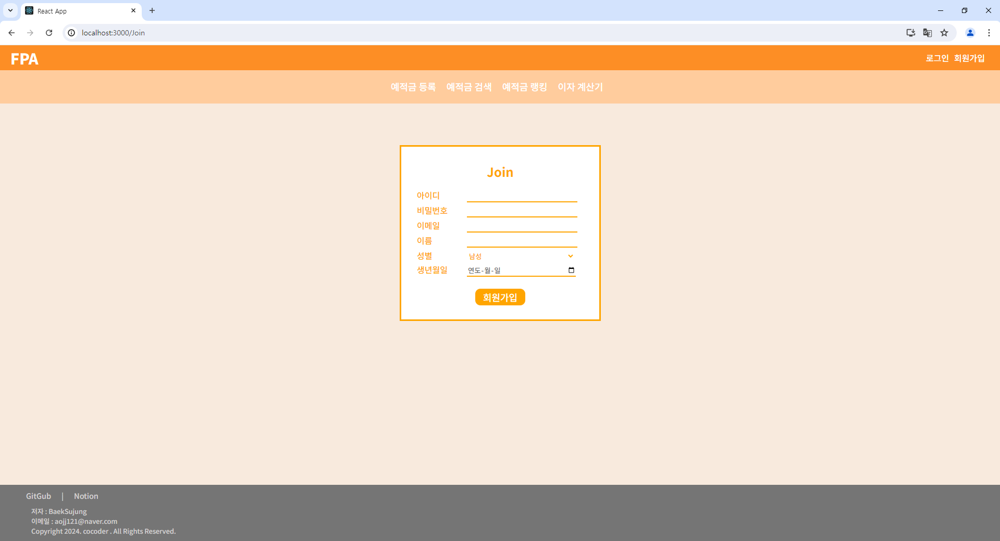 React App
localhost:3000/Join
FPA
로그인 회원가입
예적금 등록 예적금 검색 예적금 랭킹 이자 계산기
Join
아이디
비밀번호
이메일
이름
성별 남성
생년월일 연도-월-일
회원가입
GitGub | Notion
저자 : BaekSujung
이메일 : aojj121@naver.com
Copyright 2024. cocoder . All Rights Reserved.